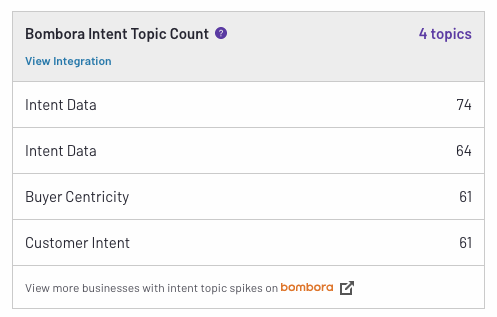 Bombora Intent Topic Count ? 4 topics
View Integration
Intent Data 74
Intent Data 64
Buyer Centricity 61
Customer Intent 61
View more businesses with intent topic spikes on bombora